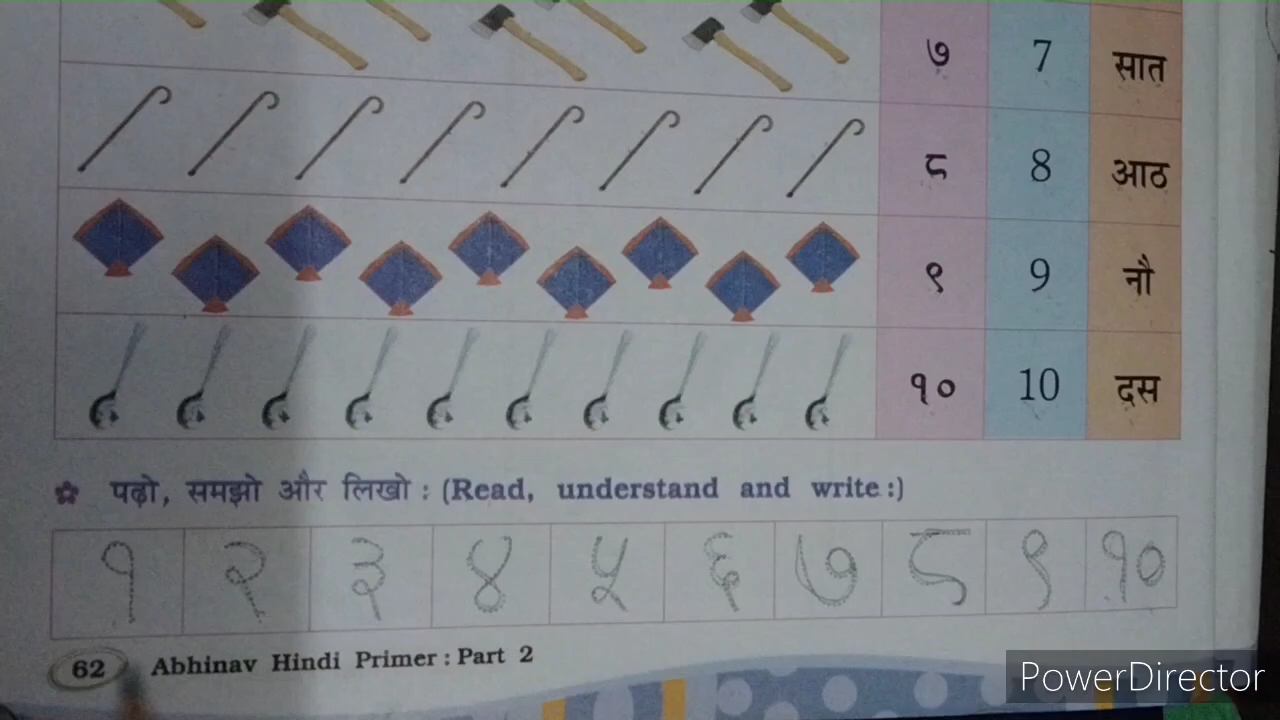 ७ 7 सात
८ 8 आठ
९ 9 नौ
१० 10 दस
पढ़ो, समझो और लिखो : (Read, understand and write :)
१ २ ३ ४ ५ ६ ७ ८ ९ १०
62 Abhinav Hindi Primer : Part 2
PowerDirector